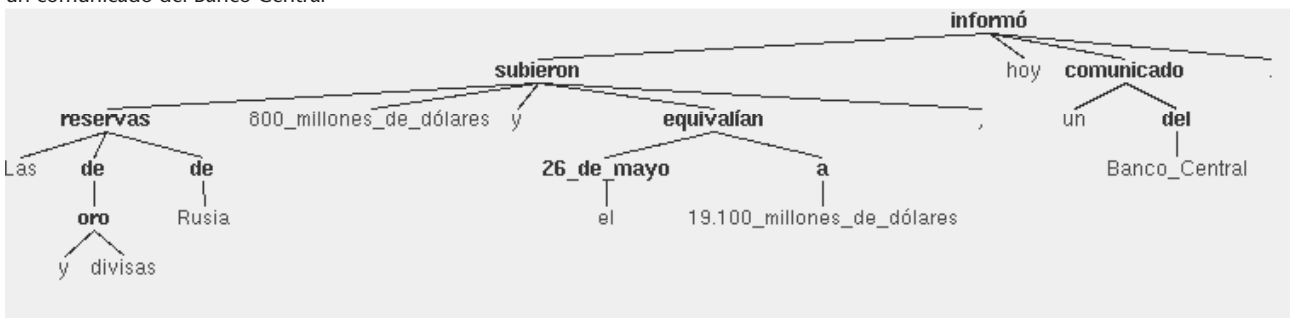 un comunicado del Banco Central
informó
subieron hoy comunicado .
reservas 800_millones_de_dólares y equivalían , un del
Las de de 26_de_mayo a Banco_Central
oro Rusia el 19.100_millones_de_dólares
y divisas